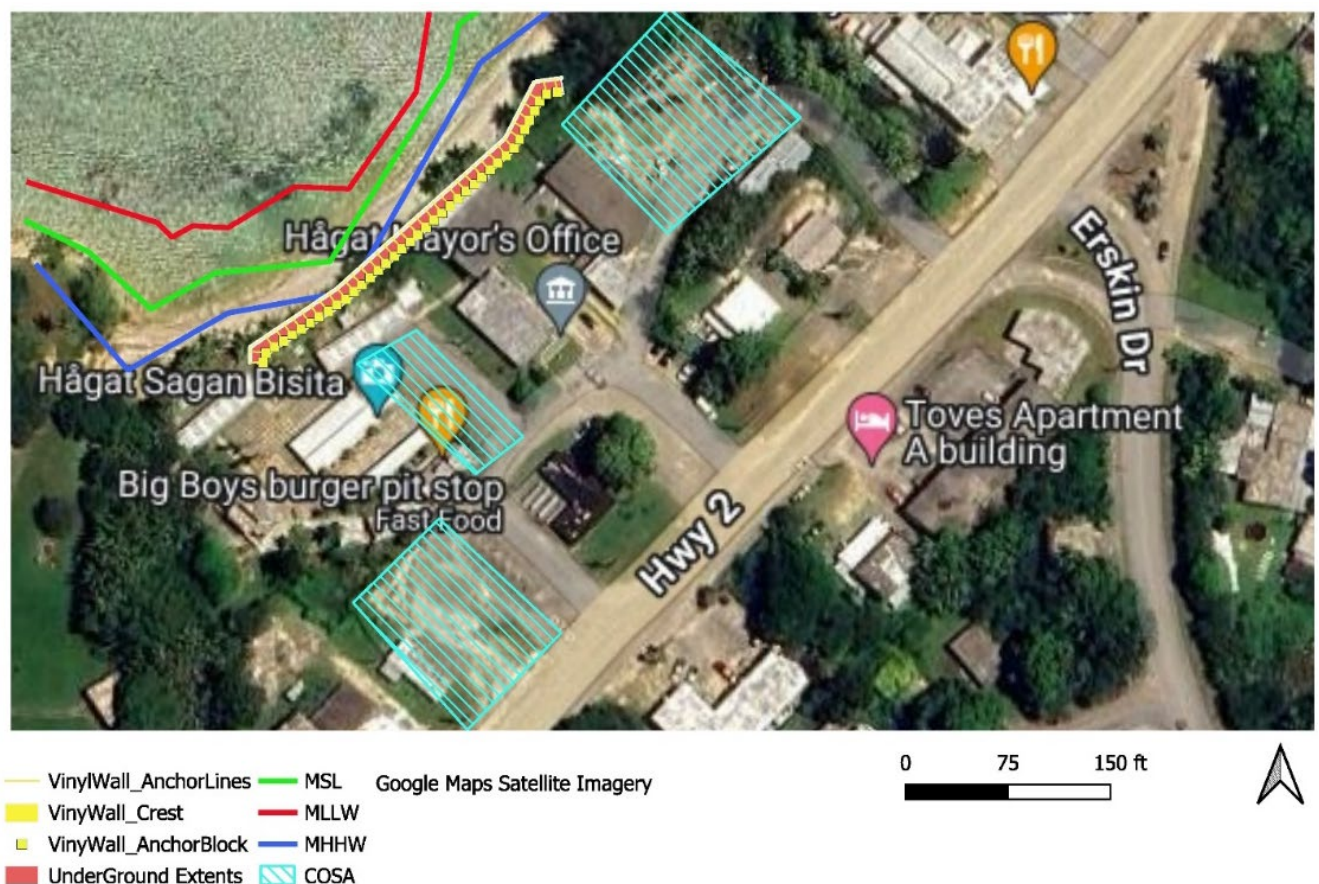 Hågat Mayor's Office
Erskin Dr
Hågat Sagan Bisita
Toves Apartment
A building
Big Boys burger pit stop
Fast Food
Hwy 2
0 75 150 ft
VinylWall_AnchorLines MSL Google Maps Satellite Imagery
VinyWall_Crest MLLW
VinyWall_AnchorBlock MHHW
UnderGround Extents COSA